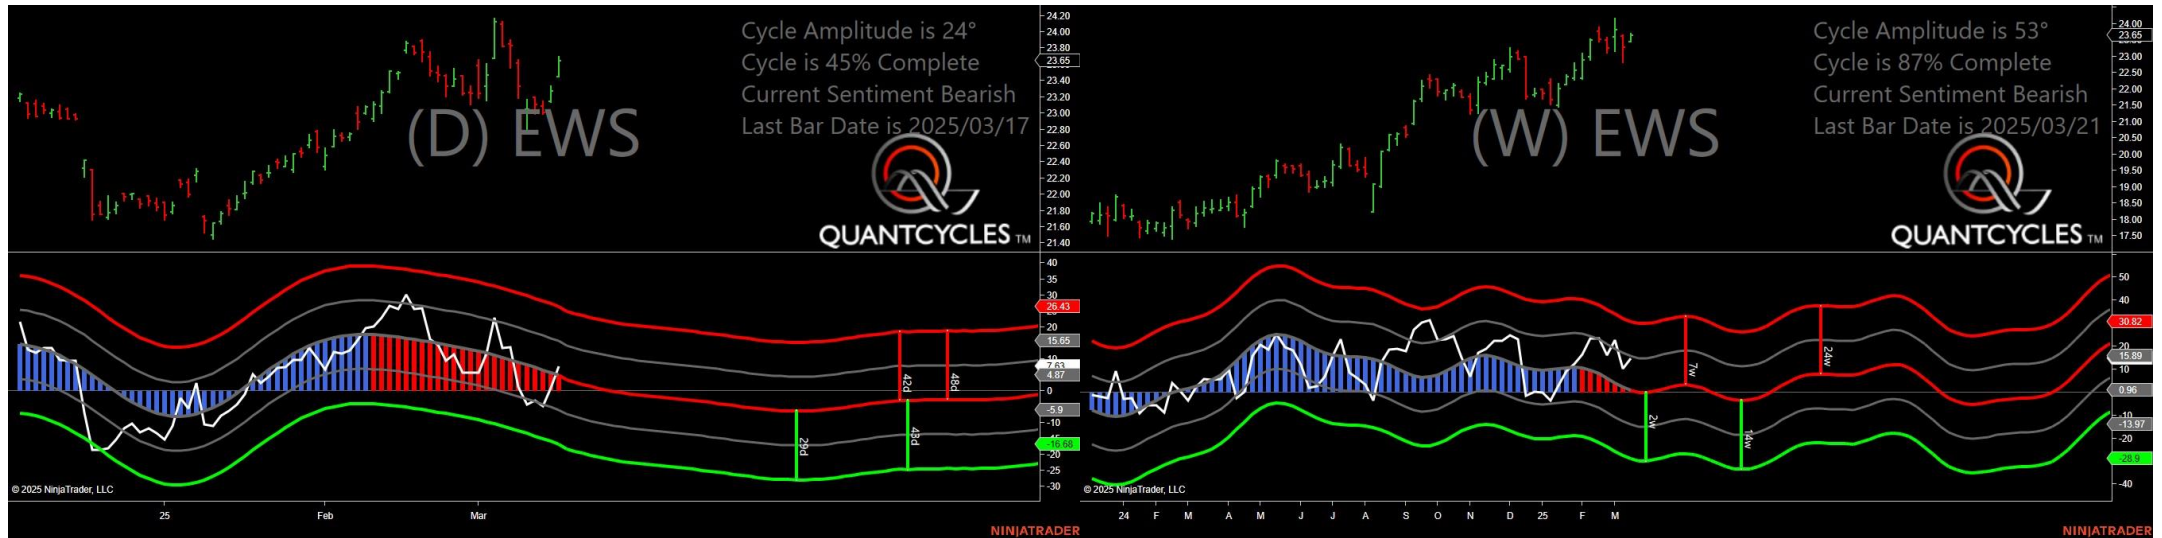 Cycle Amplitude is 24°
Cycle is 45% Complete
Current Sentiment Bearish
Last Bar Date is 2025/03/17
(D) EWS
QUANTCYCLES TM
24.20
24.00
23.80
23.65
23.40
23.20
23.00
22.80
22.60
22.40
22.20
22.00
21.80
21.60
21.40
40
35
30
26.43
20
15.65
10
7.63
4.87
0
-5.9
-10
-16.68
-20
-25
-30
29d
42d
43d
48d
© 2025 NinjaTrader, LLC
25
Feb
Mar
NINJATRADER
Cycle Amplitude is 53°
Cycle is 87% Complete
Current Sentiment Bearish
Last Bar Date is 2025/03/21
(W) EWS
QUANTCYCLES TM
24.00
23.65
23.00
22.50
22.00
21.50
21.00
20.50
20.00
19.50
19.00
18.50
18.00
17.50
50
40
30.82
20
15.89
10
0.96
-10
-13.97
-20
-28.9
-40
2w
7w
14w
24w
© 2025 NinjaTrader, LLC
24
F
M
A
M
J
J
A
S
O
N
D
25
F
M
NINJATRADER